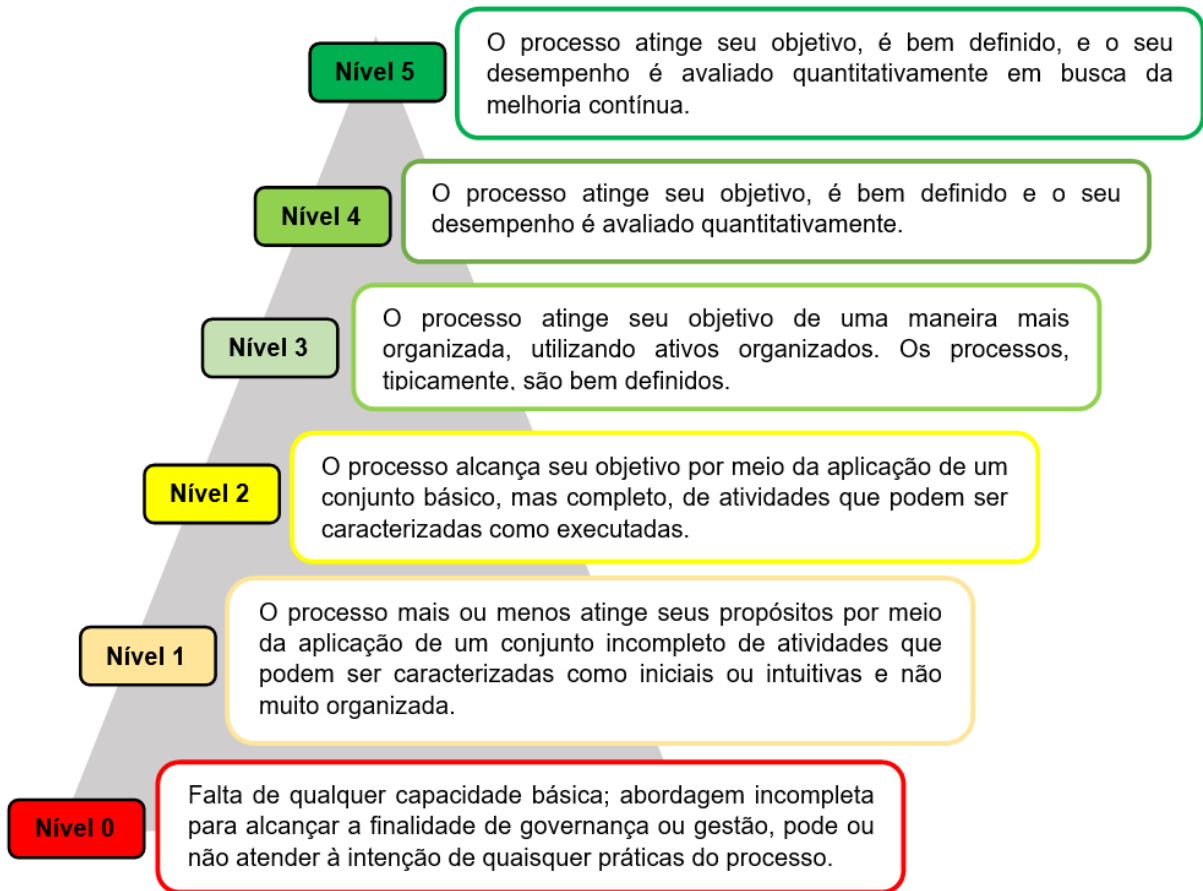 Nível 5
O processo atinge seu objetivo, é bem definido, e o seu
desempenho é avaliado quantitativamente em busca da
melhoria contínua.
Nível 4
O processo atinge seu objetivo, é bem definido e o seu
desempenho é avaliado quantitativamente.
Nível 3
O processo atinge seu objetivo de uma maneira mais
organizada, utilizando ativos organizados. Os processos,
tipicamente, são bem definidos.
Nível 2
O processo alcança seu objetivo por meio da aplicação de um
conjunto básico, mas completo, de atividades que podem ser
caracterizadas como executadas.
Nível 1
O processo mais ou menos atinge seus propósitos por meio
da aplicação de um conjunto incompleto de atividades que
podem ser caracterizadas como iniciais ou intuitivas e não
muito organizada.
Nível 0
Falta de qualquer capacidade básica; abordagem incompleta
para alcançar a finalidade de governança ou gestão, pode ou
não atender à intenção de quaisquer práticas do processo.